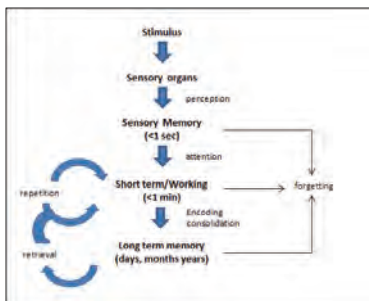 Stimulus
Sensory organs
perception
Sensory Memory
(<1 sec)
attention
repetition
Short term/Working
(<1 min)
forgetting
Encoding
consolidation
retrieval
Long term memory
(days, months years)